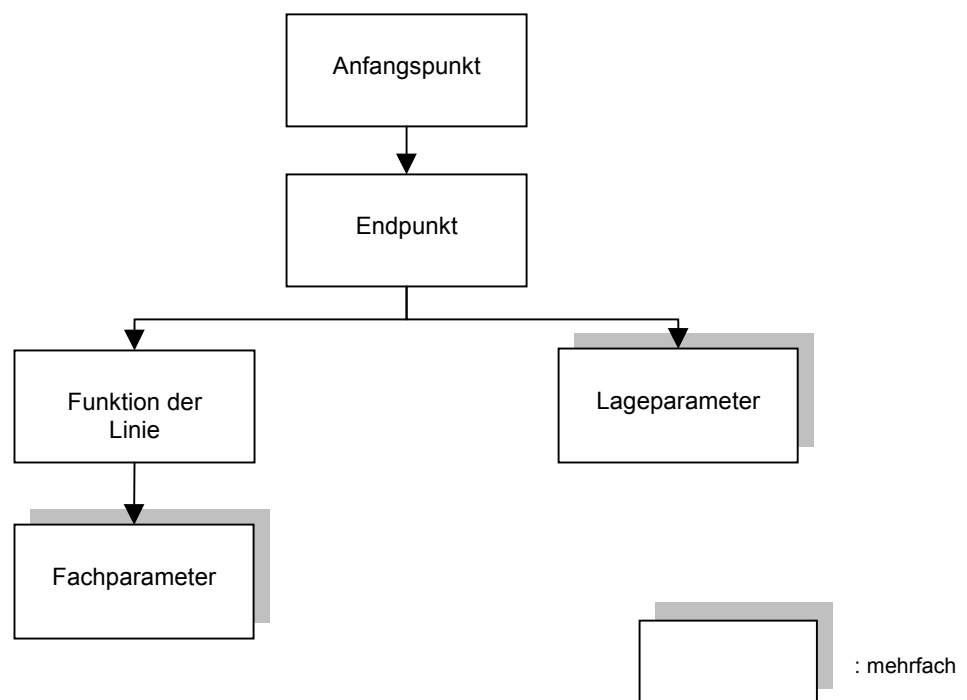 Anfangspunkt
Endpunkt
Funktion der
Linie
Lageparameter
Fachparameter
: mehrfach